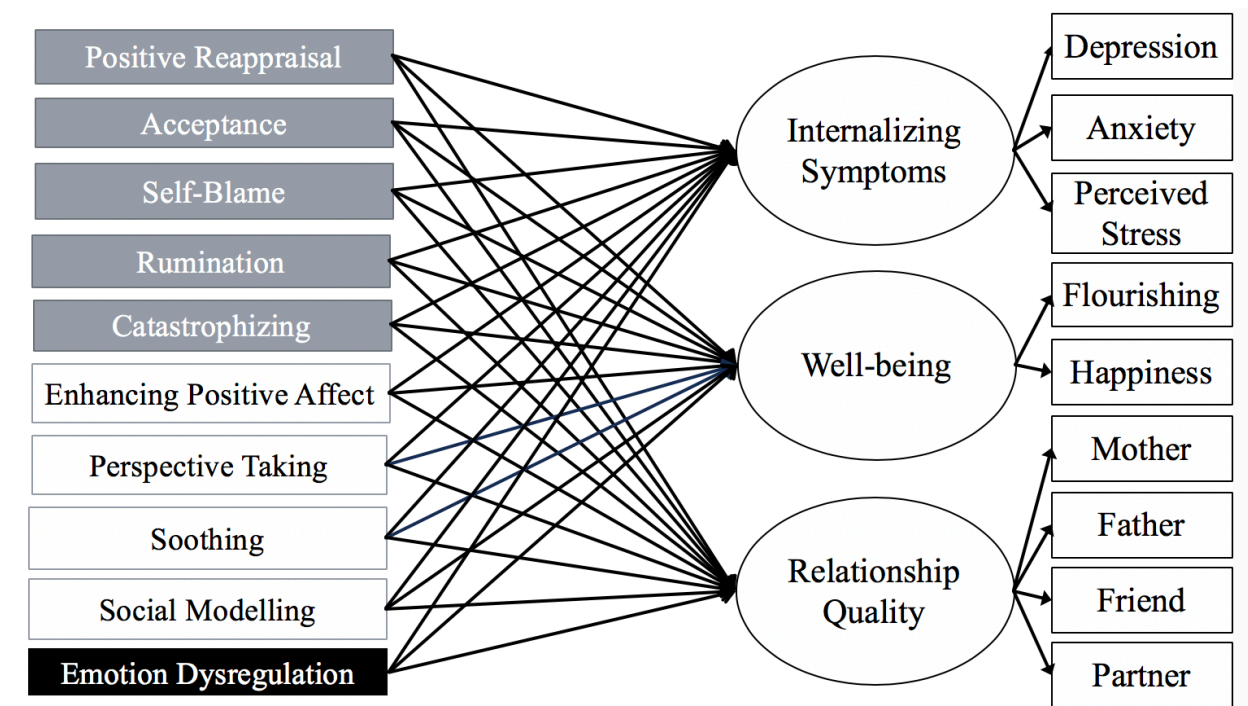 Positive Reappraisal
Acceptance
Self-Blame
Rumination
Catastrophizing
Enhancing Positive Affect
Perspective Taking
Soothing
Social Modelling
Emotion Dysregulation
Internalizing
Symptoms
Well-being
Relationship
Quality
Depression
Anxiety
Perceived
Stress
Flourishing
Happiness
Mother
Father
Friend
Partner